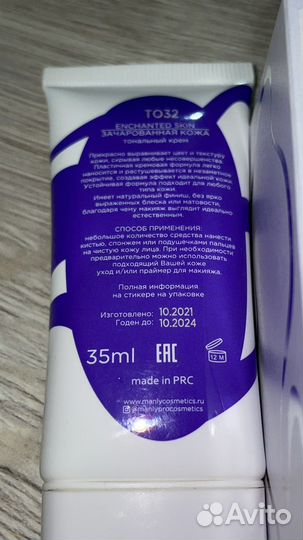 TO32
ENCHANTED SKIN
ЗАЧАРОВАННАЯ КОЖА
тональный крем
Прекрасно выравнивает цвет и текстуру
кожи, скрывая любые несовершенства.
Пластичная кремовая формула легко
наносится и растушевывается в незаметное
покрытие, создавая эффект идеальной кожи.
Устойчивая формула подходит для любого
типа кожи.
Имеет натуральный финиш, без ярко
выраженных блеска или матовости,
благодаря чему макияж выглядит идеально
естественным.
СПОСОБ ПРИМЕНЕНИЯ:
небольшое количество средства нанести
кистью, спонжем или подушечками пальцев
на чистую кожу лица. При необходимости
предварительно можно использовать
подходящий Вашей коже
уход и/или праймер для макияжа.
Полная информация
на стикере на упаковке
Изготовлено: 10.2021
Годен до: 10.2024
35ml EAC 12 M
made in PRC
www.manlycosmetics.ru
@manlyprocosmetics
Avito